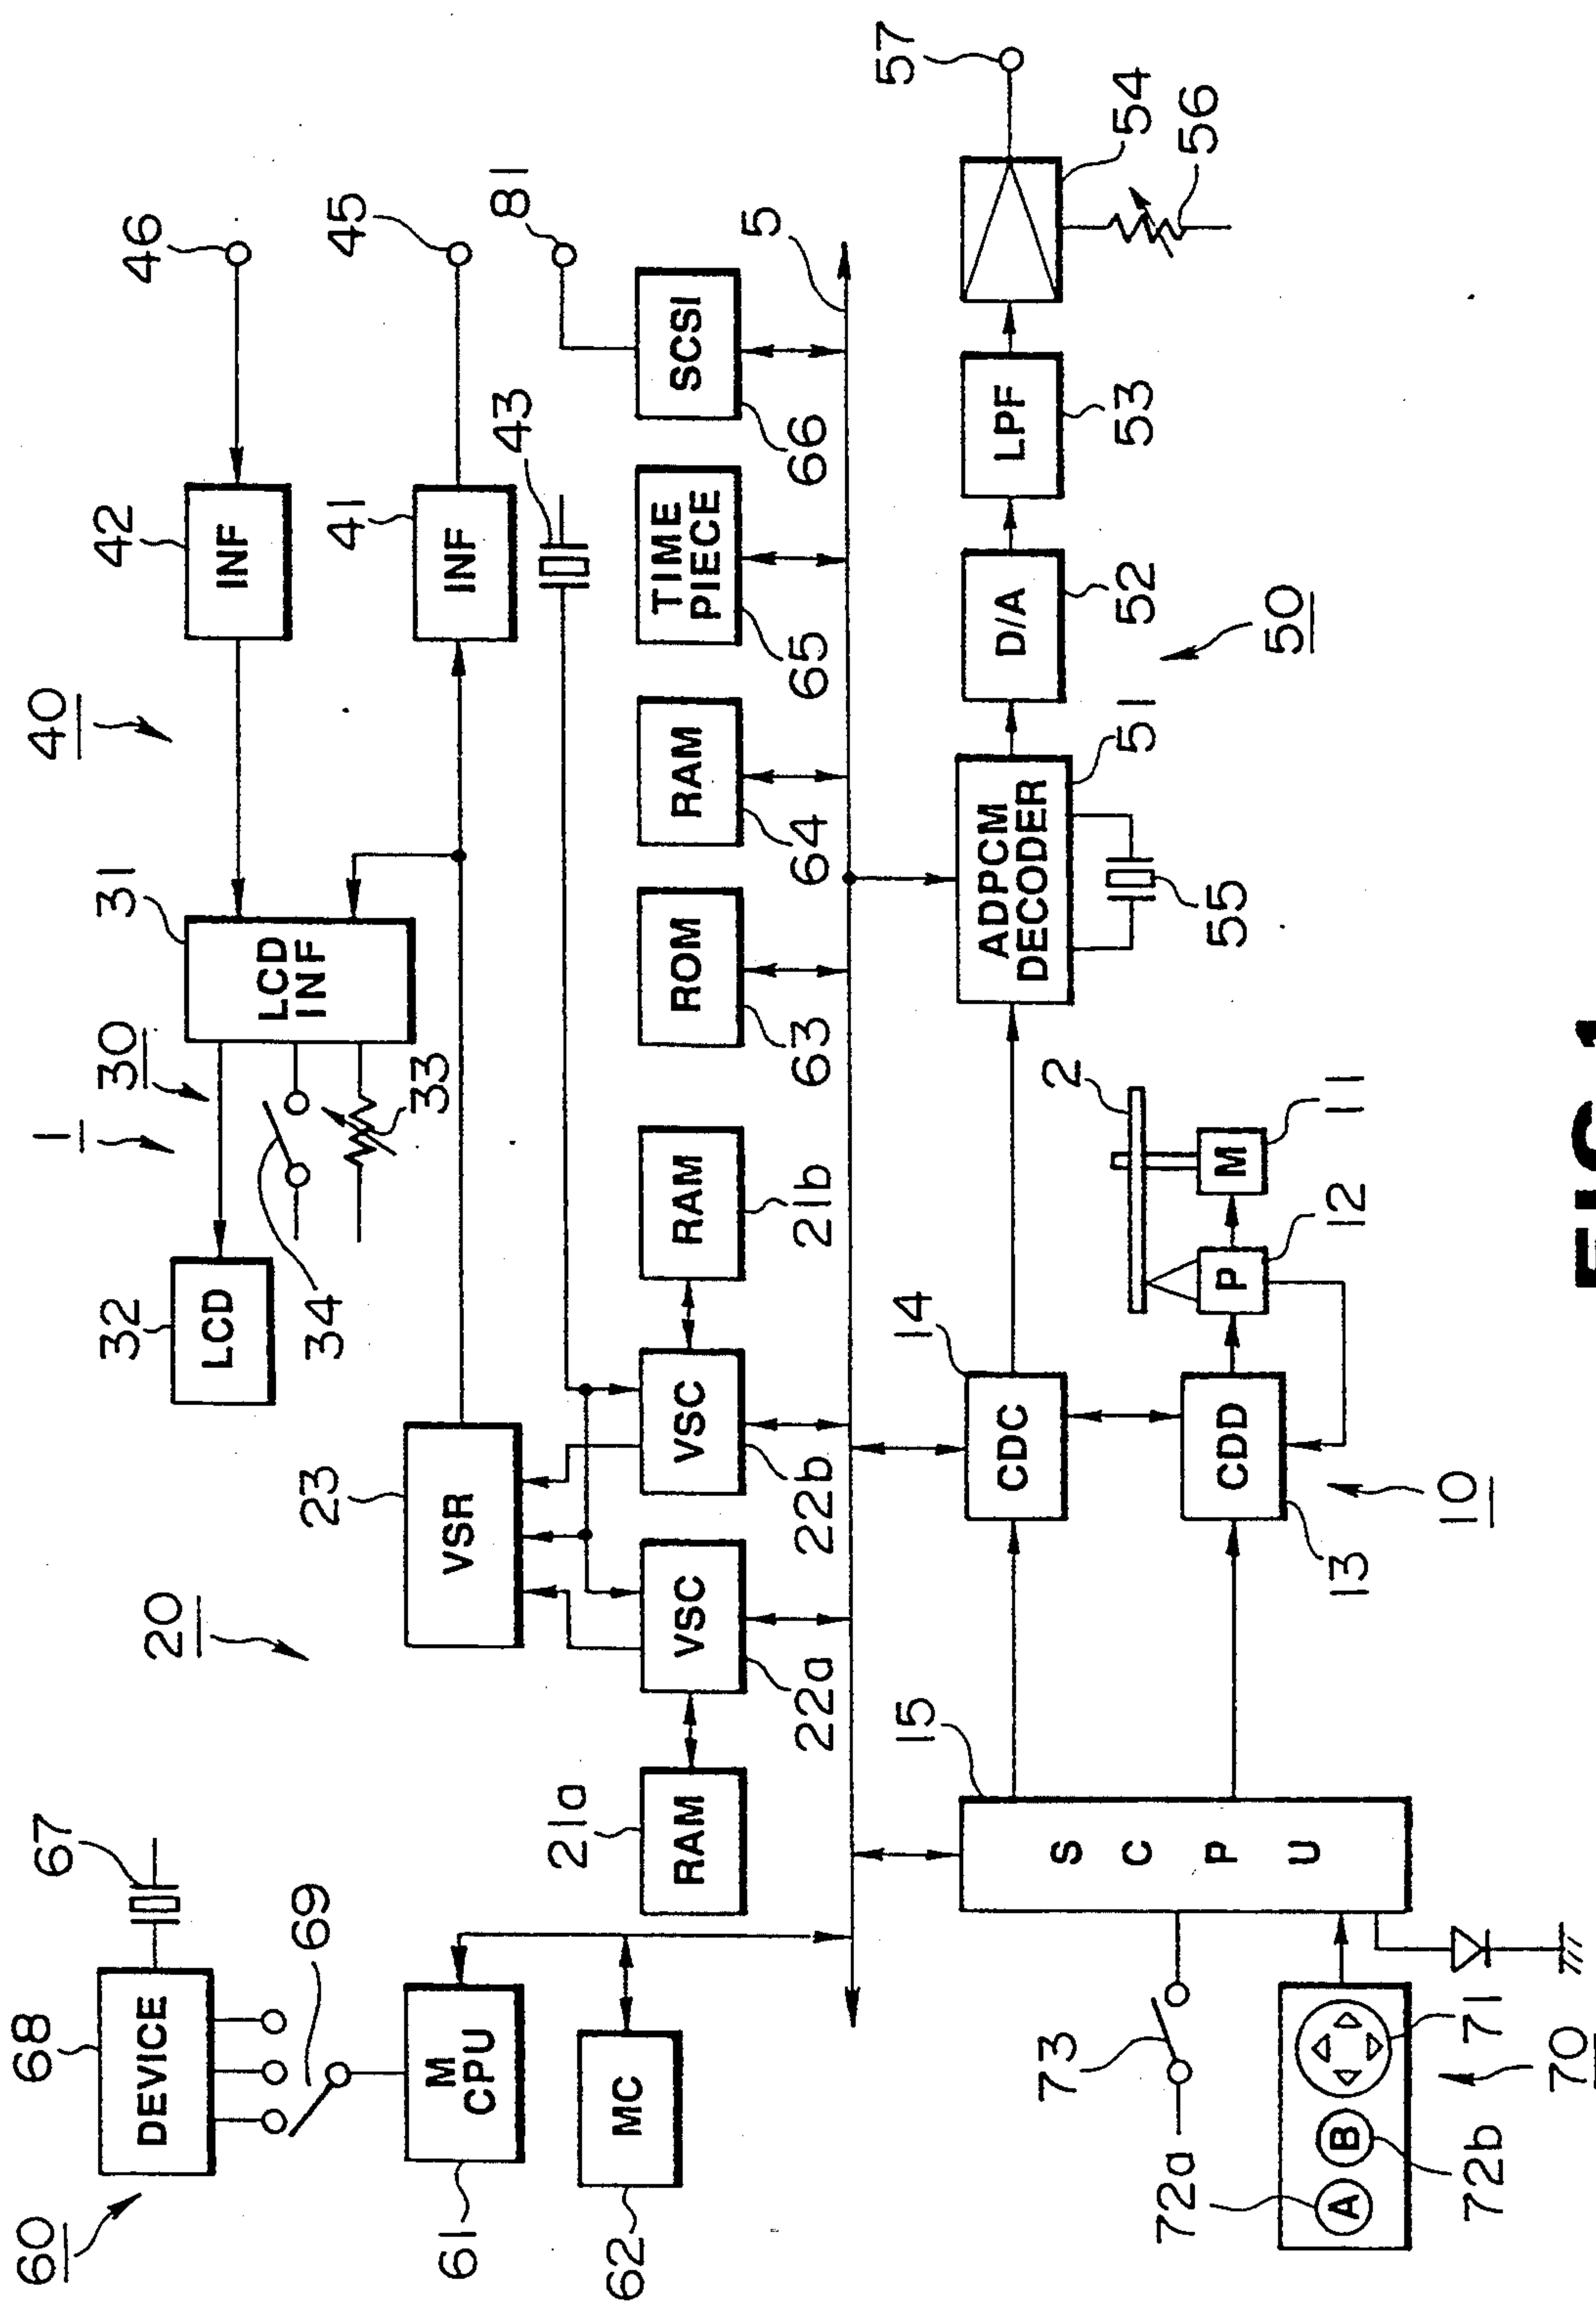 60
68
40
67
1
32
30
31
42
46
DEVICE
20
LCD
LCD
INF
INF
69
34
23
33
41
45
61
M
CPU
VSR
INF
43
81
21a
62
MC
RAM
VSC
VSC
RAM
ROM
RAM
TIME
PIECE
SCSI
22a
22b
21b
63
64
65
66
5
15
14
57
73
S
C
P
U
CDC
2
ADPCM
DECODER
D/A
LPF
51
52
53
54
72a
CDD
P
M
55
56
A
B
13
12
11
50
72b
71
10
70